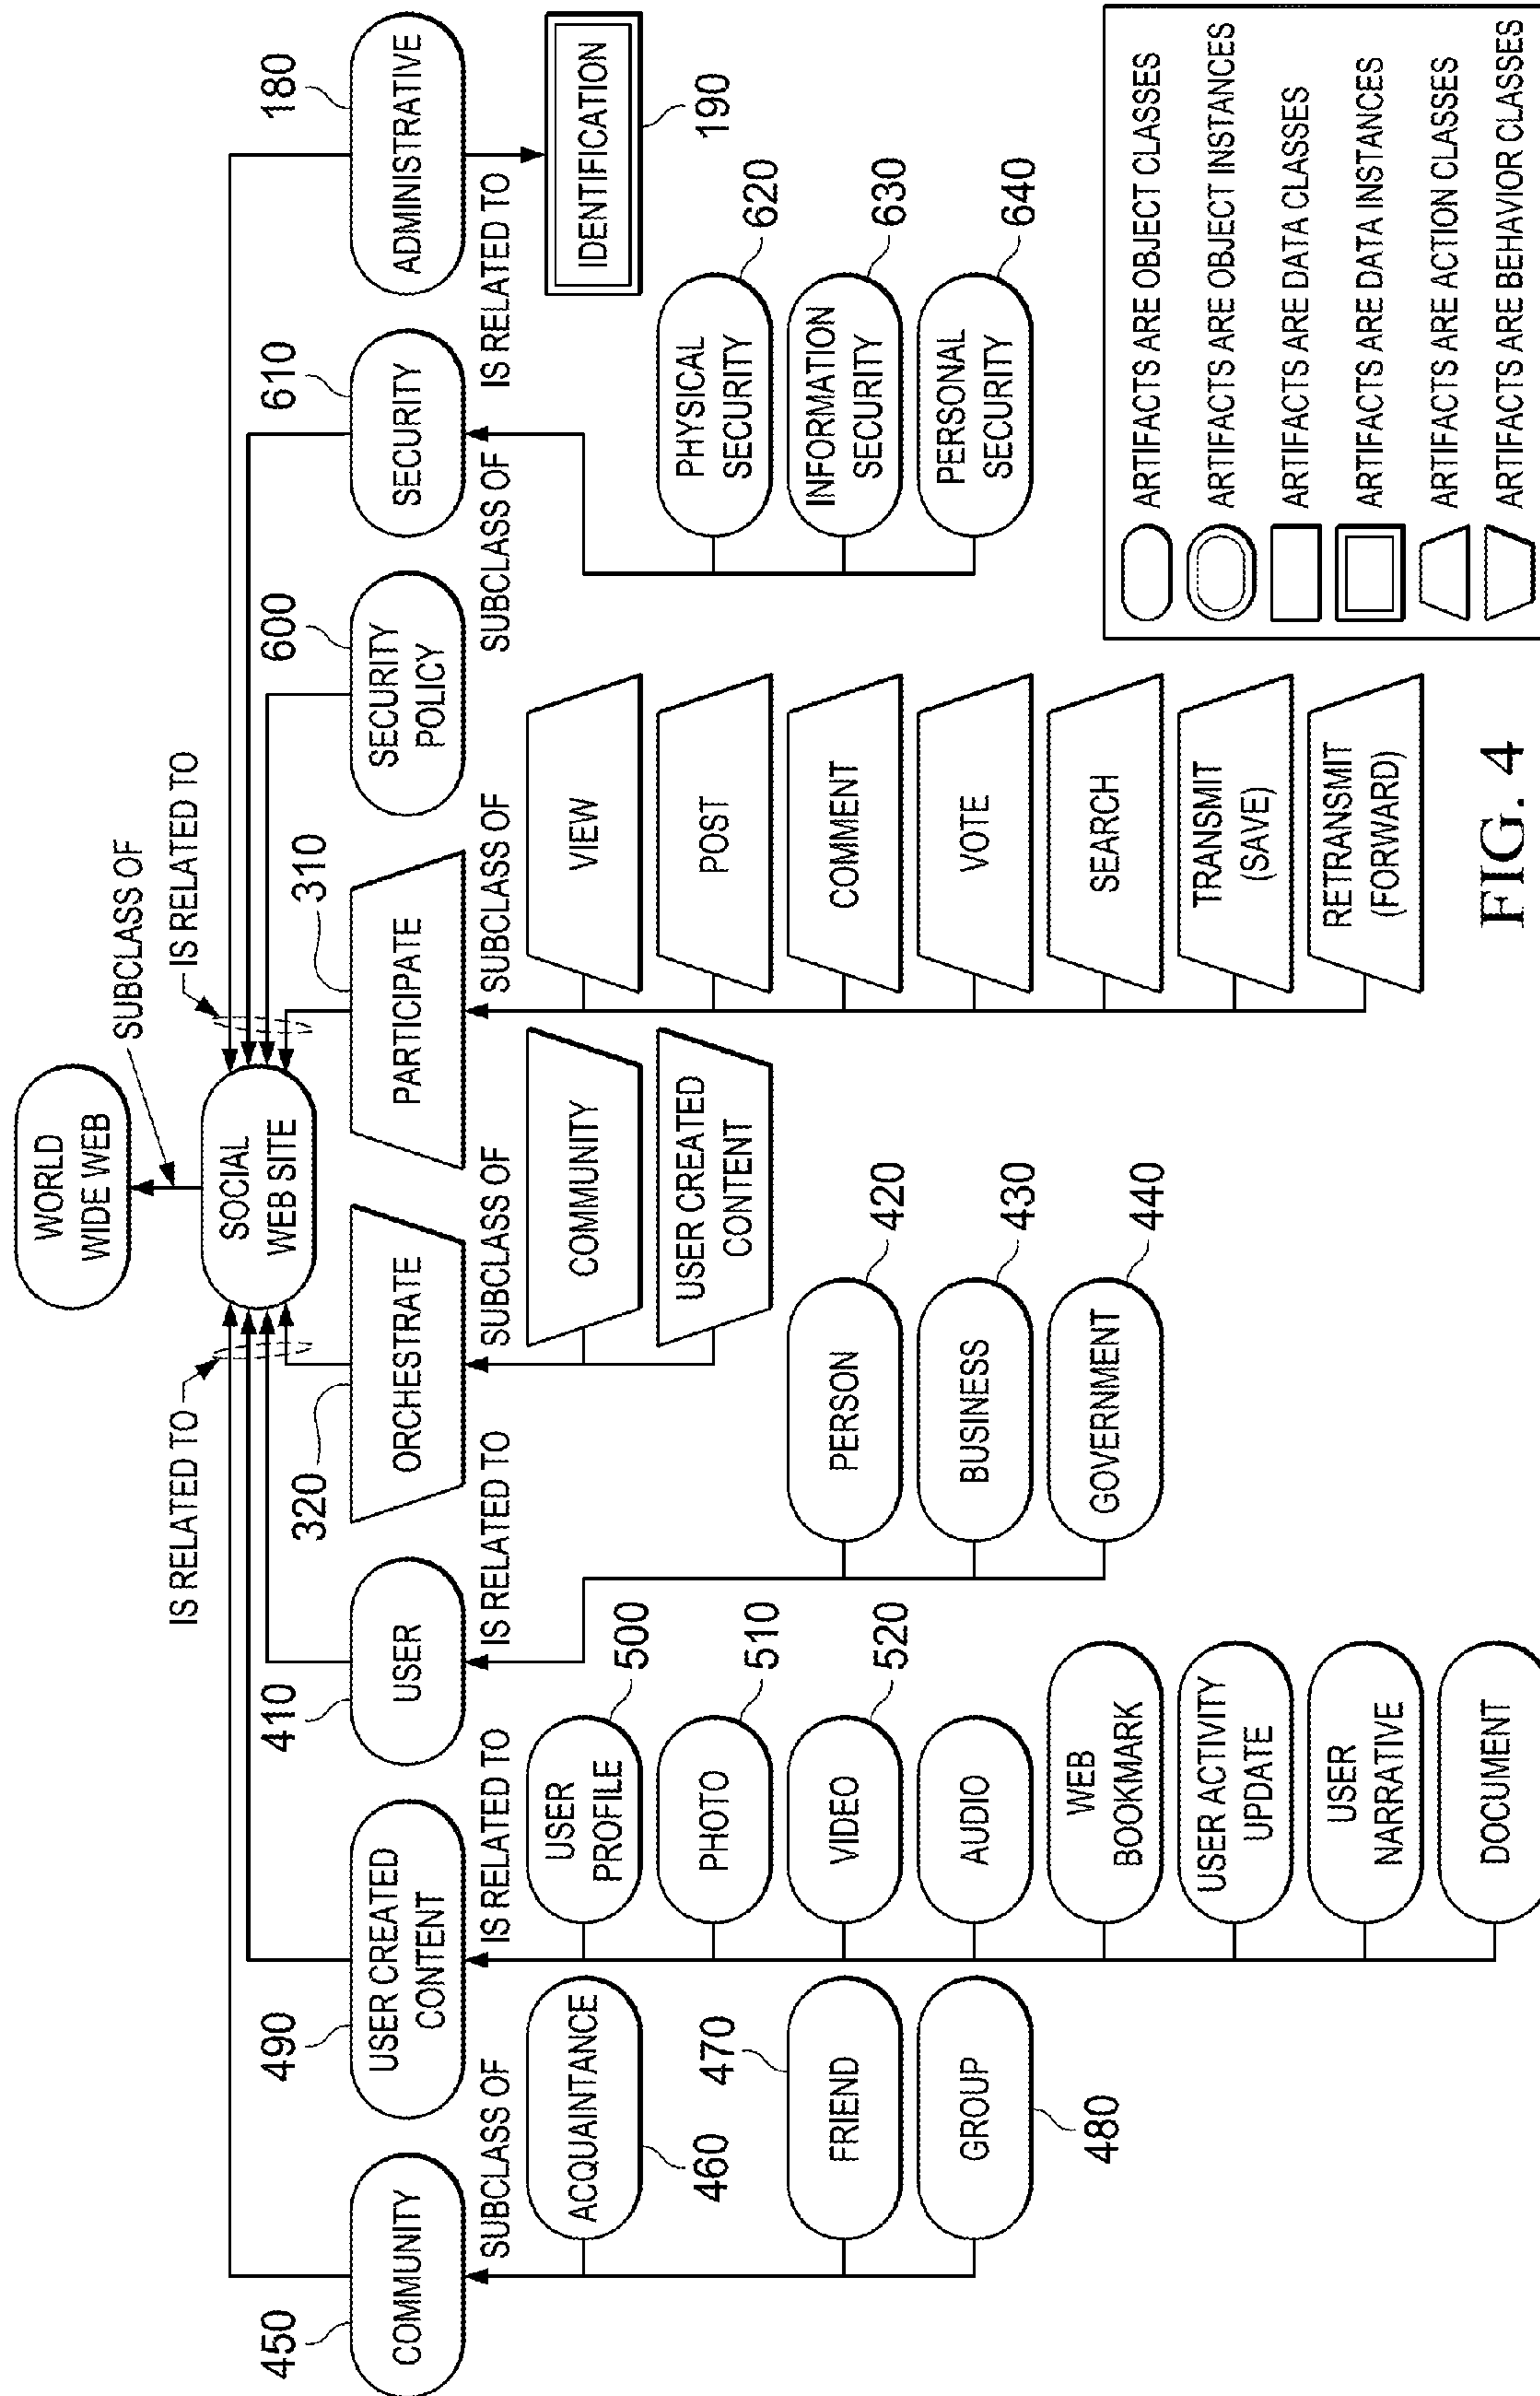 WORLD
WIDE WEB
SUBCLASS OF
SOCIAL
WEB SITE
IS RELATED TO
IS RELATED TO
450
COMMUNITY
490
USER CREATED
CONTENT
410
USER
320
ORCHESTRATE
310
PARTICIPATE
600
SECURITY
POLICY
610
SECURITY
180
ADMINISTRATIVE
SUBCLASS OF
IS RELATED TO
IS RELATED TO
SUBCLASS OF
SUBCLASS OF
SUBCLASS OF
IS RELATED TO
ACQUAINTANCE
460
470
FRIEND
GROUP
480
USER
PROFILE
500
PHOTO
510
VIDEO
520
AUDIO
WEB
BOOKMARK
USER ACTIVITY
UPDATE
USER
NARRATIVE
DOCUMENT
PERSON
420
BUSINESS
430
GOVERNMENT
440
COMMUNITY
USER CREATED
CONTENT
VIEW
POST
COMMENT
VOTE
SEARCH
TRANSMIT
(SAVE)
RETRANSMIT
(FORWARD)
PHYSICAL
SECURITY
620
INFORMATION
SECURITY
630
PERSONAL
SECURITY
640
IDENTIFICATION
190
ARTIFACTS ARE OBJECT CLASSES
ARTIFACTS ARE OBJECT INSTANCES
ARTIFACTS ARE DATA CLASSES
ARTIFACTS ARE DATA INSTANCES
ARTIFACTS ARE ACTION CLASSES
ARTIFACTS ARE BEHAVIOR CLASSES
FIG. 4